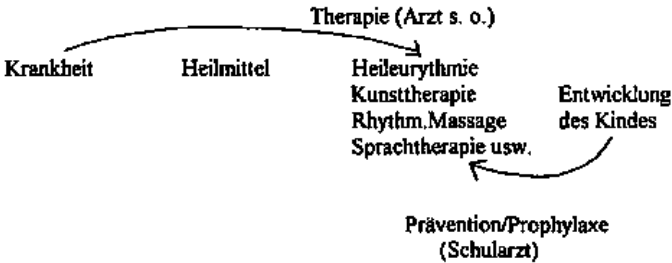 Therapie (Arzt s. o.)
Krankheit Heilmittel Heileurythmie
Kunsttherapie Entwicklung
Rhythm.Massage des Kindes
Sprachtherapie usw.
Prävention/Prophylaxe
(Schularzt)